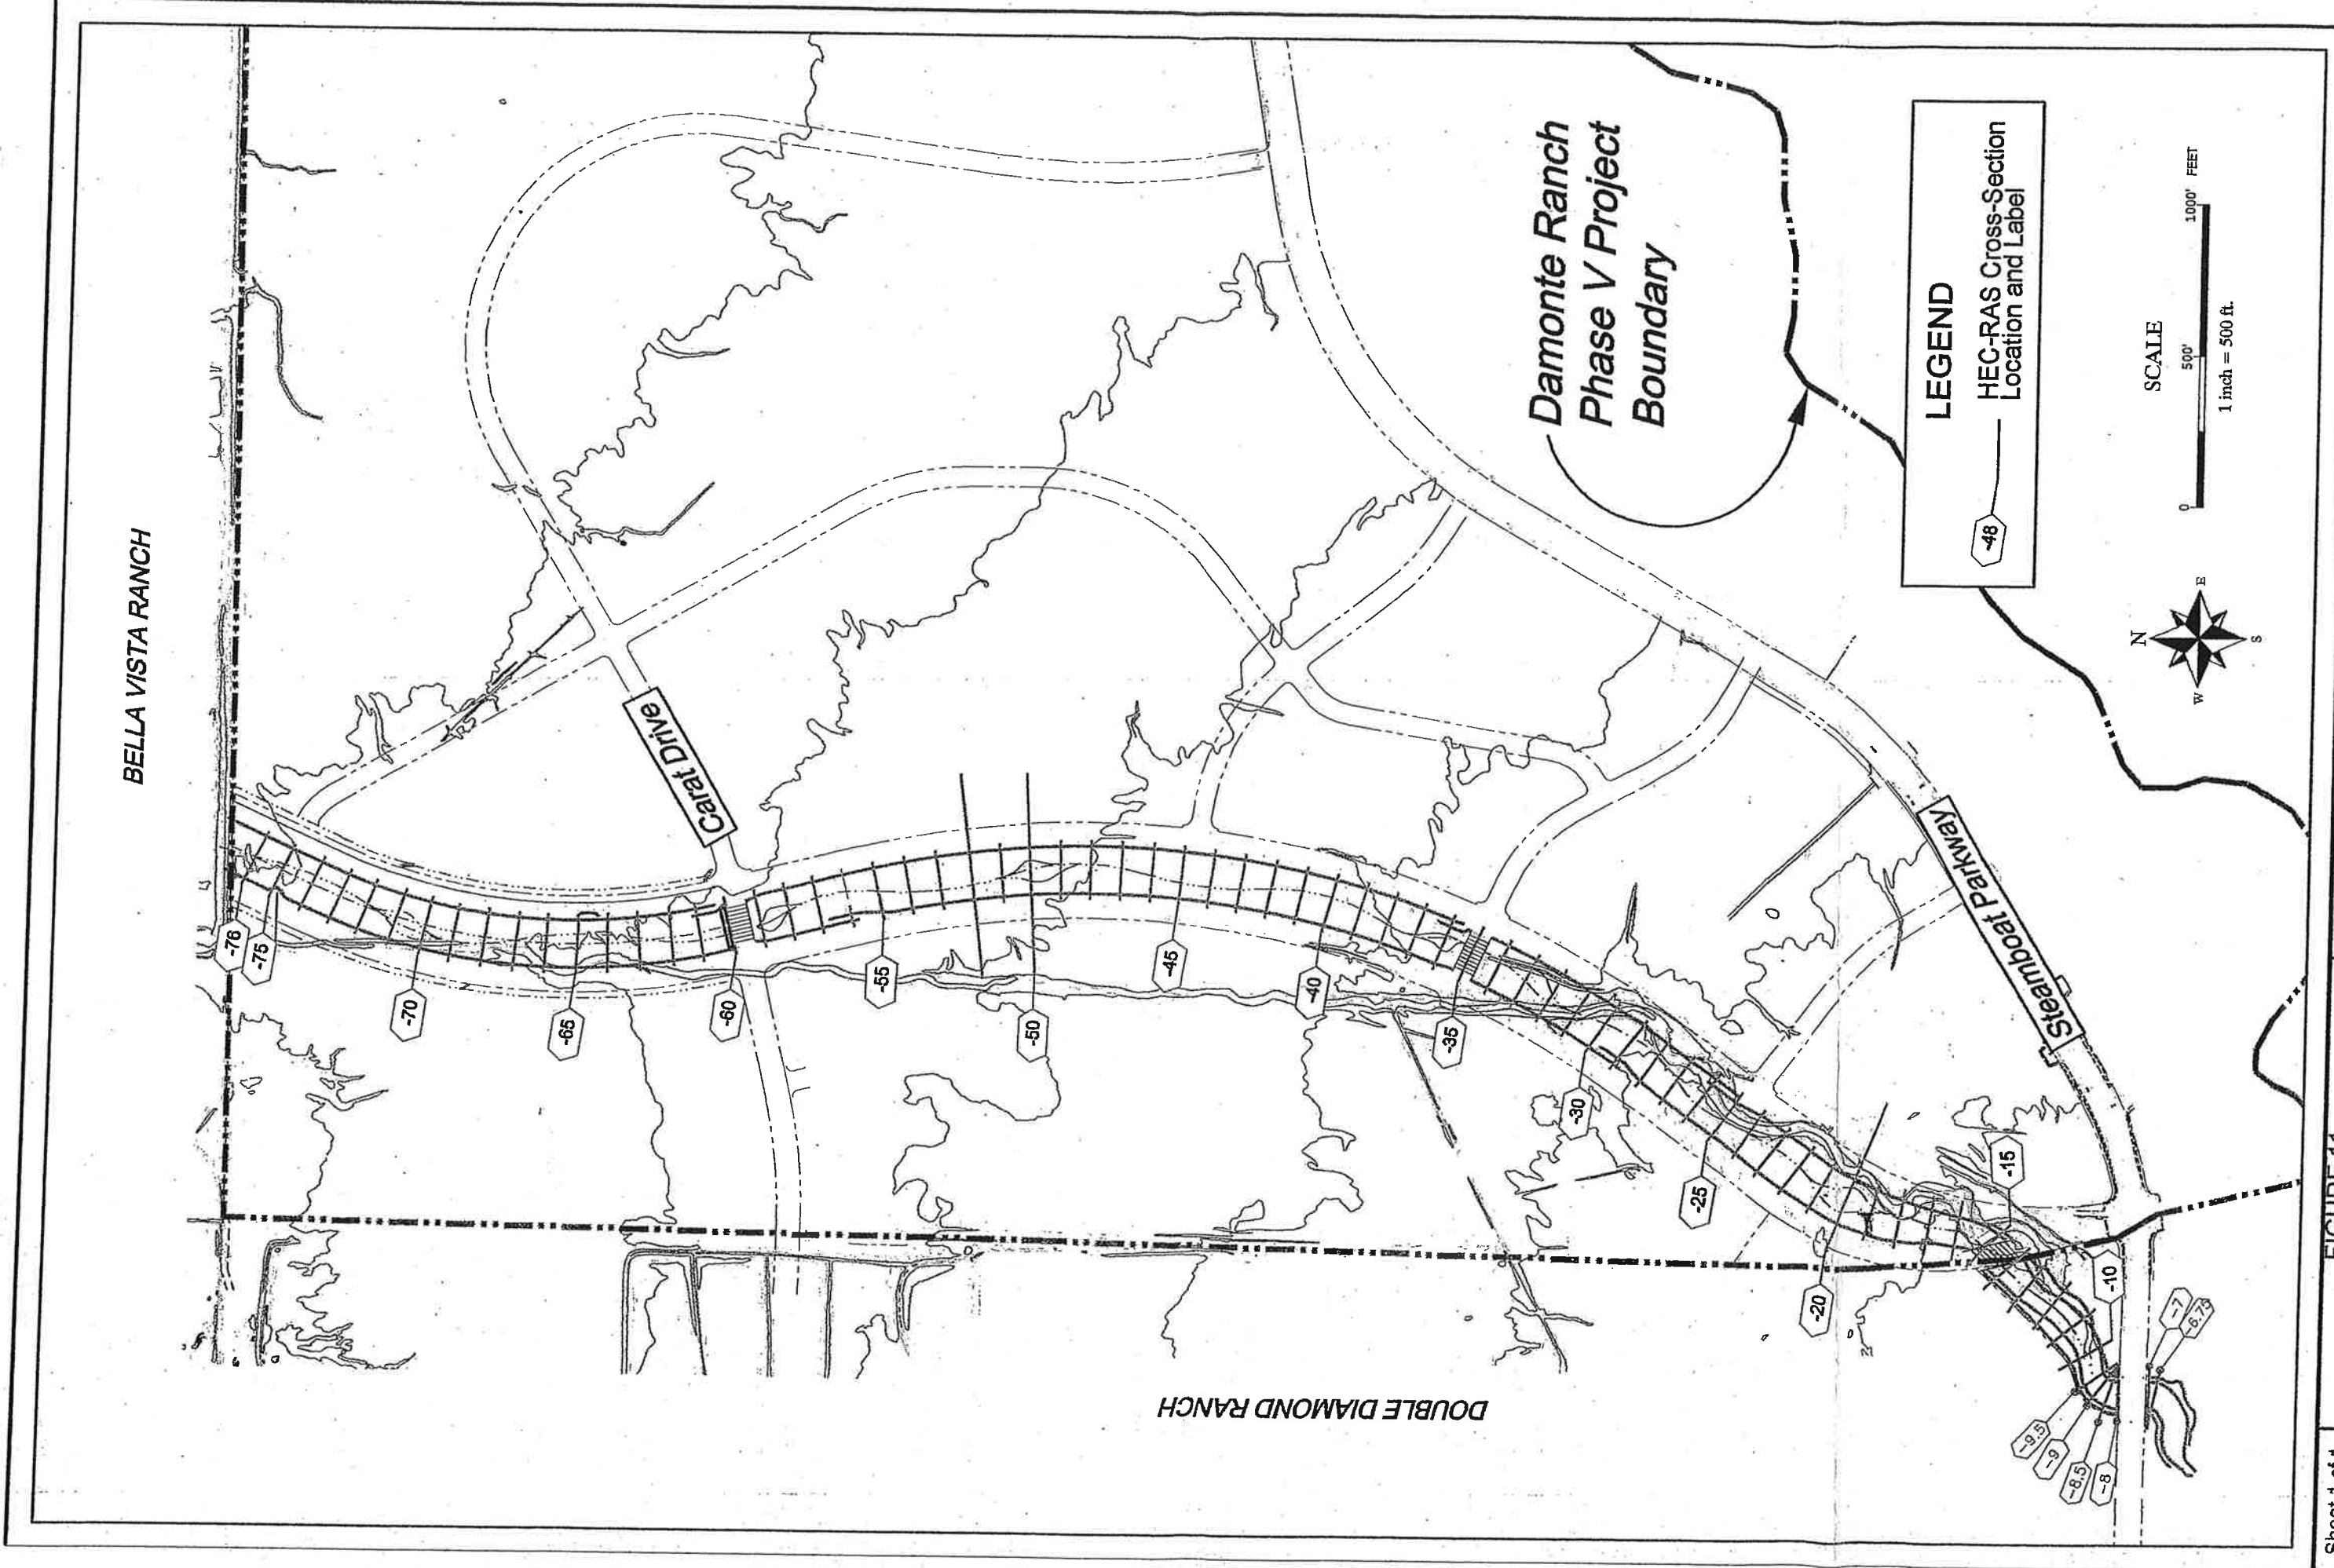 BELLA VISTA RANCH
Damonte Ranch
Phase V Project
Boundary
LEGEND
-48
HEC-RAS Cross-Section
Location and Label
SCALE
0
500'
1000'
FEET
1 inch = 500 ft.
N
E
S
W
Carat Drive
Steamboat Parkway
DOUBLE DIAMOND RANCH
-76
-75
-70
-65
-60
-55
-50
-45
-40
-35
-30
-25
-20
-15
-10
-9.5
-9
-8.5
-8
-7
-6.75